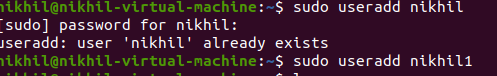 nikhil@nikhil-virtual-machine:~$ sudo useradd nikhil
[sudo] password for nikhil:
useradd: user 'nikhil' already exists
nikhil@nikhil-virtual-machine:~$ sudo useradd nikhil1